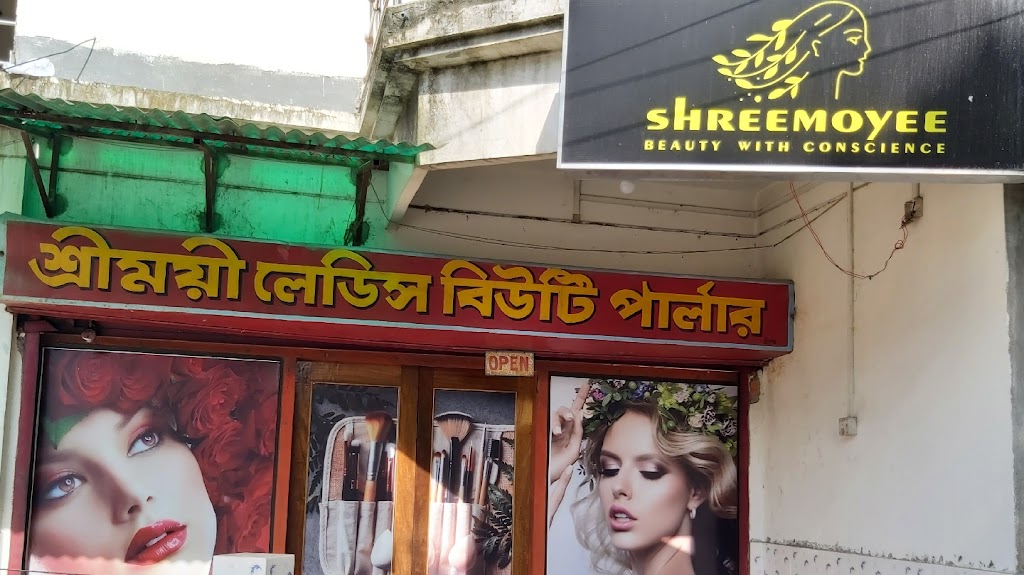 SHREEMOYEE
BEAUTY WITH CONSCIENCE
শ্রীময়ী লেডিস বিউটি পার্লার
OPEN